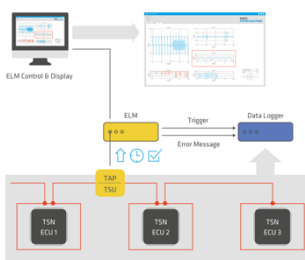 ELM Control & Display
ELM
Trigger
Data Logger
Error Message
TAP
TSU
TSN
ECU 1
TSN
ECU 2
TSN
ECU 3